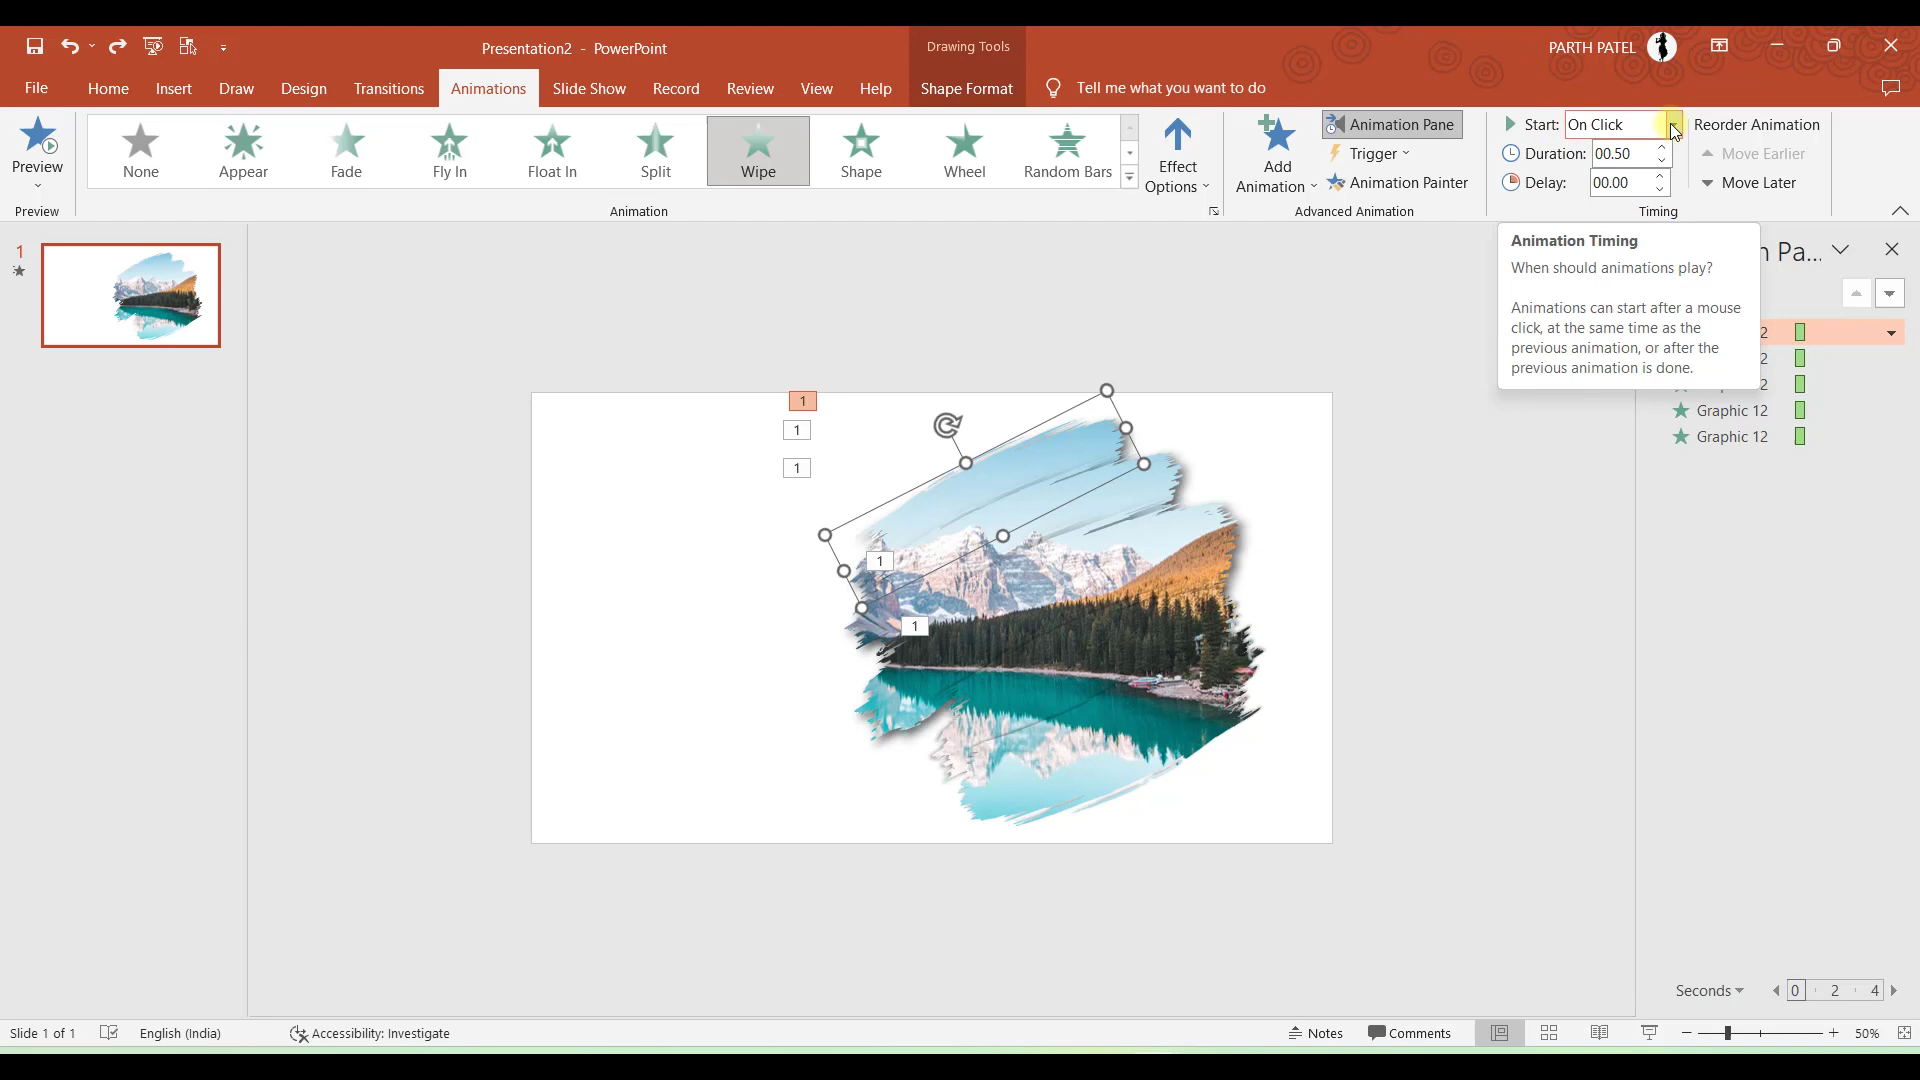 Presentation2 - PowerPoint
Drawing Tools
PARTH PATEL
File
Home
Insert
Draw
Design
Transitions
Animations
Slide Show
Record
Review
View
Help
Shape Format
Tell me what you want to do
Preview
Preview
None
Appear
Fade
Fly In
Float In
Split
Wipe
Shape
Wheel
Random Bars
Animation
Effect
Options
Add
Animation
Animation Pane
Trigger
Animation Painter
Advanced Animation
Start: On Click
Duration: 00.50
Delay: 00.00
Reorder Animation
Move Earlier
Move Later
Timing
Animation Timing
When should animations play?
Animations can start after a mouse
click, at the same time as the
previous animation, or after the
previous animation is done.
n Pa...
2
2
2
Graphic 12
Graphic 12
1
1
1
1
1
1
Seconds
0
2
4
Slide 1 of 1
English (India)
Accessibility: Investigate
Notes
Comments
50%